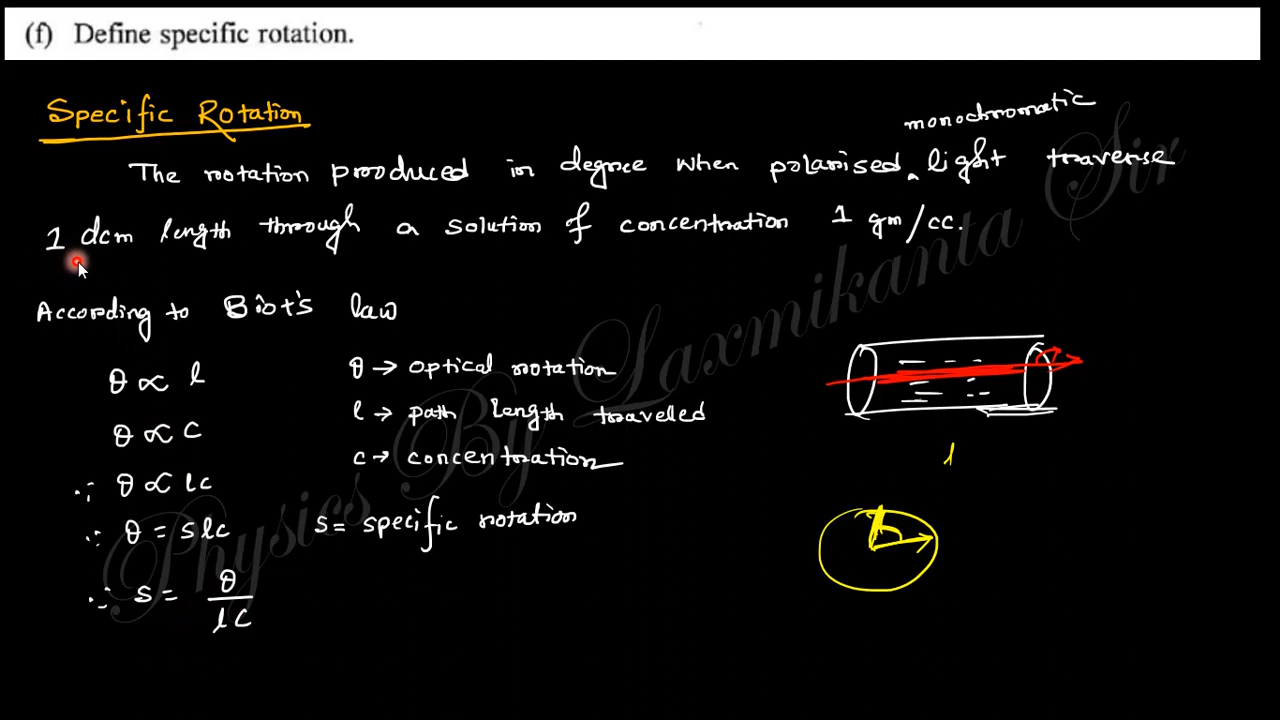 (f) Define specific rotation.
Specific Rotation
monochromatic
The rotation produced in degree when polarised light traverse
1 dcm length through a solution of concentration 1 gm/cc.
According to Biot's law
θ ∝ l
θ → optical rotation
l → path length travelled
θ ∝ c
c → concentration
∵ θ ∝ lc
∵ θ = slc
s = specific rotation
∵ s = θ / lc
l
Physics By Laxmikanta Sir